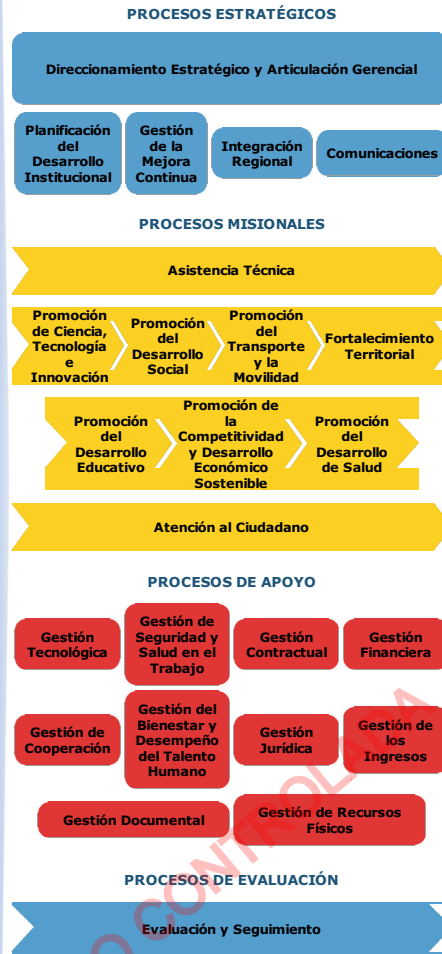 PROCESOS ESTRATÉGICOS
Direccionamiento Estratégico y Articulación Gerencial
Planificación
del
Desarrollo
Institucional
Gestión
de la
Mejora
Continua
Integración
Regional
Comunicaciones
PROCESOS MISIONALES
Asistencia Técnica
Promoción
de Ciencia,
Tecnología
e
Innovación
Promoción
del
Desarrollo
Social
Promoción
del
Transporte
y la
Movilidad
Fortalecimiento
Territorial
Promoción
del
Desarrollo
Educativo
Promoción de
la
Competitividad
y Desarrollo
Económico
Sostenible
Promoción
del
Desarrollo
de Salud
Atención al Ciudadano
PROCESOS DE APOYO
Gestión
Tecnológica
Gestión de
Seguridad y
Salud en el
Trabajo
Gestión
Contractual
Gestión
Financiera
Gestión de
Cooperación
Gestión del
Bienestar y
Desempeño
del Talento
Humano
Gestión
Jurídica
Gestión de
los
Ingresos
Gestión Documental
Gestión de Recursos
Físicos
PROCESOS DE EVALUACIÓN
Evaluación y Seguimiento
O CONTROLADA